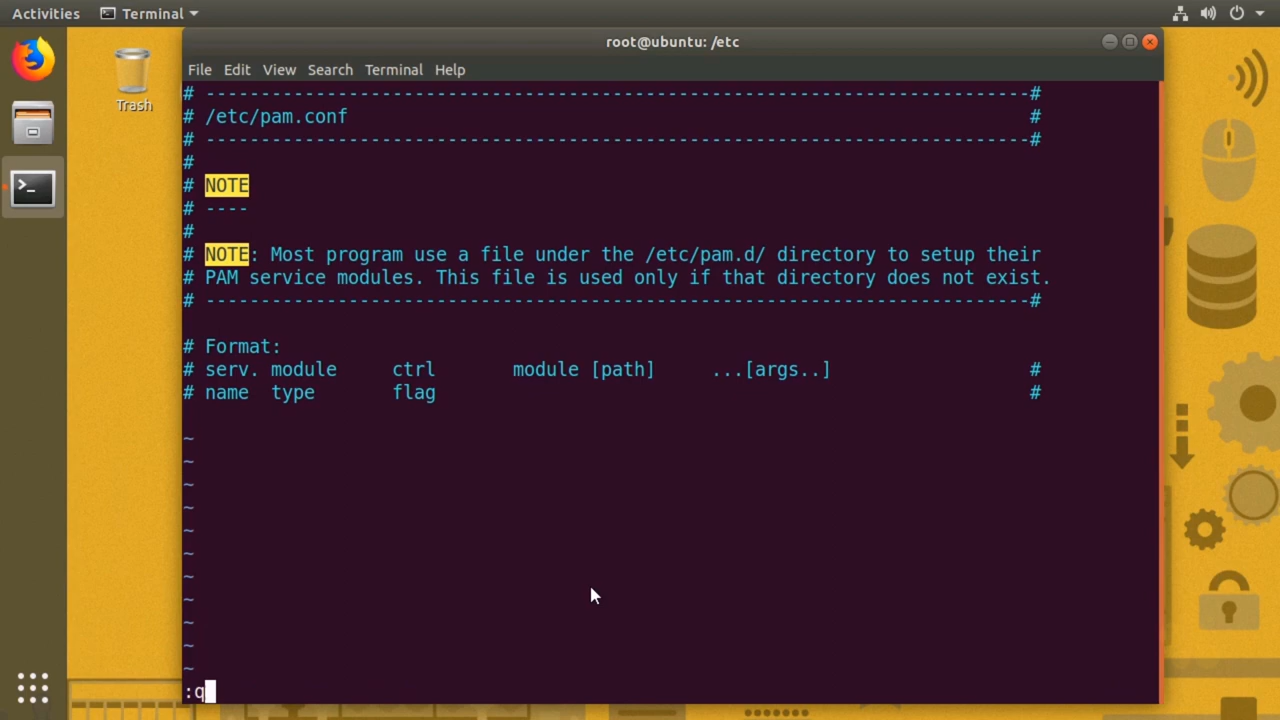 Activities Terminal
root@ubuntu: /etc
File Edit View Search Terminal Help
Trash
# ---------------------------------------------------------------------------#
# /etc/pam.conf #
# ---------------------------------------------------------------------------#
#
# NOTE
# ----
#
# NOTE: Most program use a file under the /etc/pam.d/ directory to setup their
# PAM service modules. This file is used only if that directory does not exist.
# ---------------------------------------------------------------------------#
# Format:
# serv. module ctrl module [path] ...[args..] #
# name type flag #
~
~
~
~
~
~
~
~
~
~
~
:q